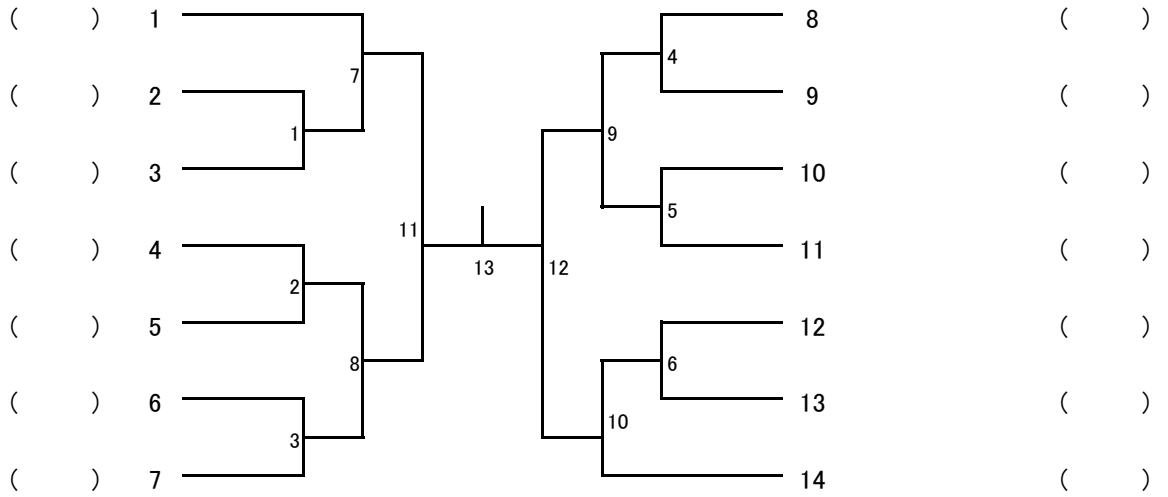 ( ) 1 8 ( )
7 4
( ) 2 9 ( )
1 9
( ) 3 10 ( )
5
11
( ) 4 11 ( )
13 12
2
( ) 5 12 ( )
8 6
( ) 6 13 ( )
10
3
( ) 7 14 ( )